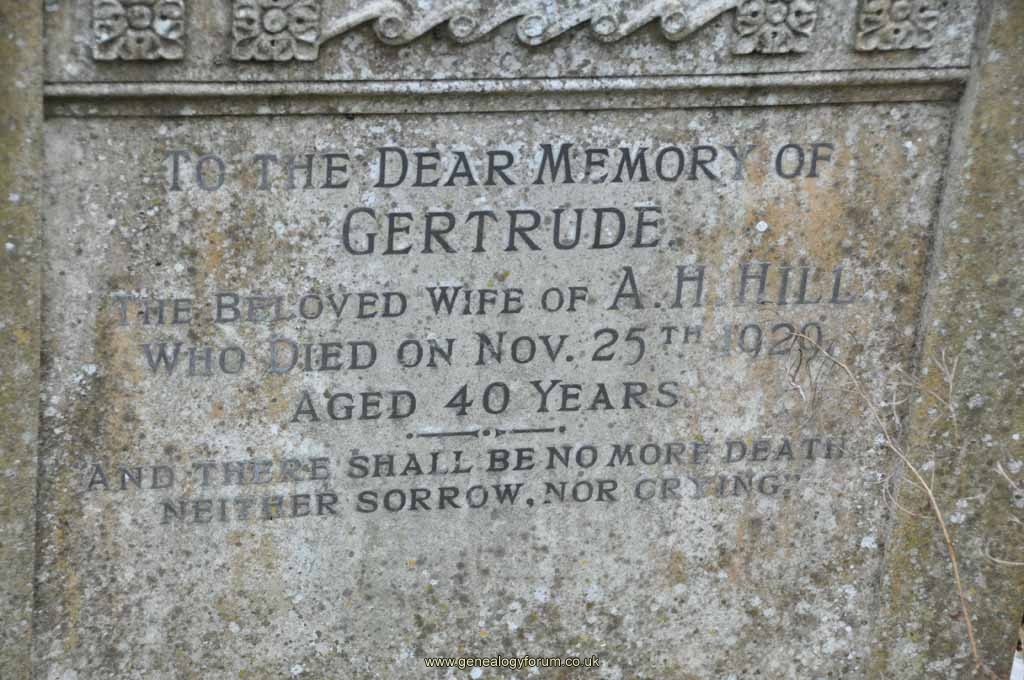 TO THE DEAR MEMORY OF
GERTRUDE.
THE BELOVED WIFE OF A. H. HILL
WHO DIED ON NOV. 25TH 1920,
AGED 40 YEARS
"AND THERE SHALL BE NO MORE DEATH
NEITHER SORROW, NOR CRYING."
www.genealogyforum.co.uk